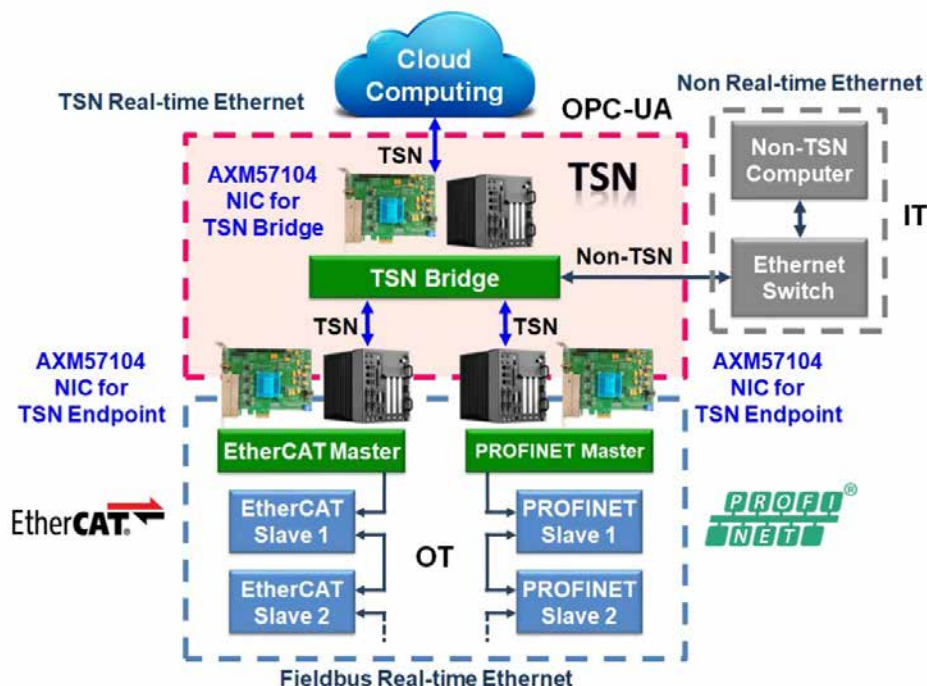 Cloud
Computing
TSN Real-time Ethernet
OPC-UA
Non Real-time Ethernet
TSN
AXM57104
NIC for
TSN Bridge
TSN
Non-TSN
Computer
IT
TSN Bridge
Non-TSN
Ethernet
Switch
TSN
TSN
AXM57104
NIC for
TSN Endpoint
AXM57104
NIC for
TSN Endpoint
EtherCAT Master
PROFINET Master
EtherCAT®
EtherCAT
Slave 1
PROFINET
Slave 1
PROFI
NET®
OT
EtherCAT
Slave 2
PROFINET
Slave 2
Fieldbus Real-time Ethernet